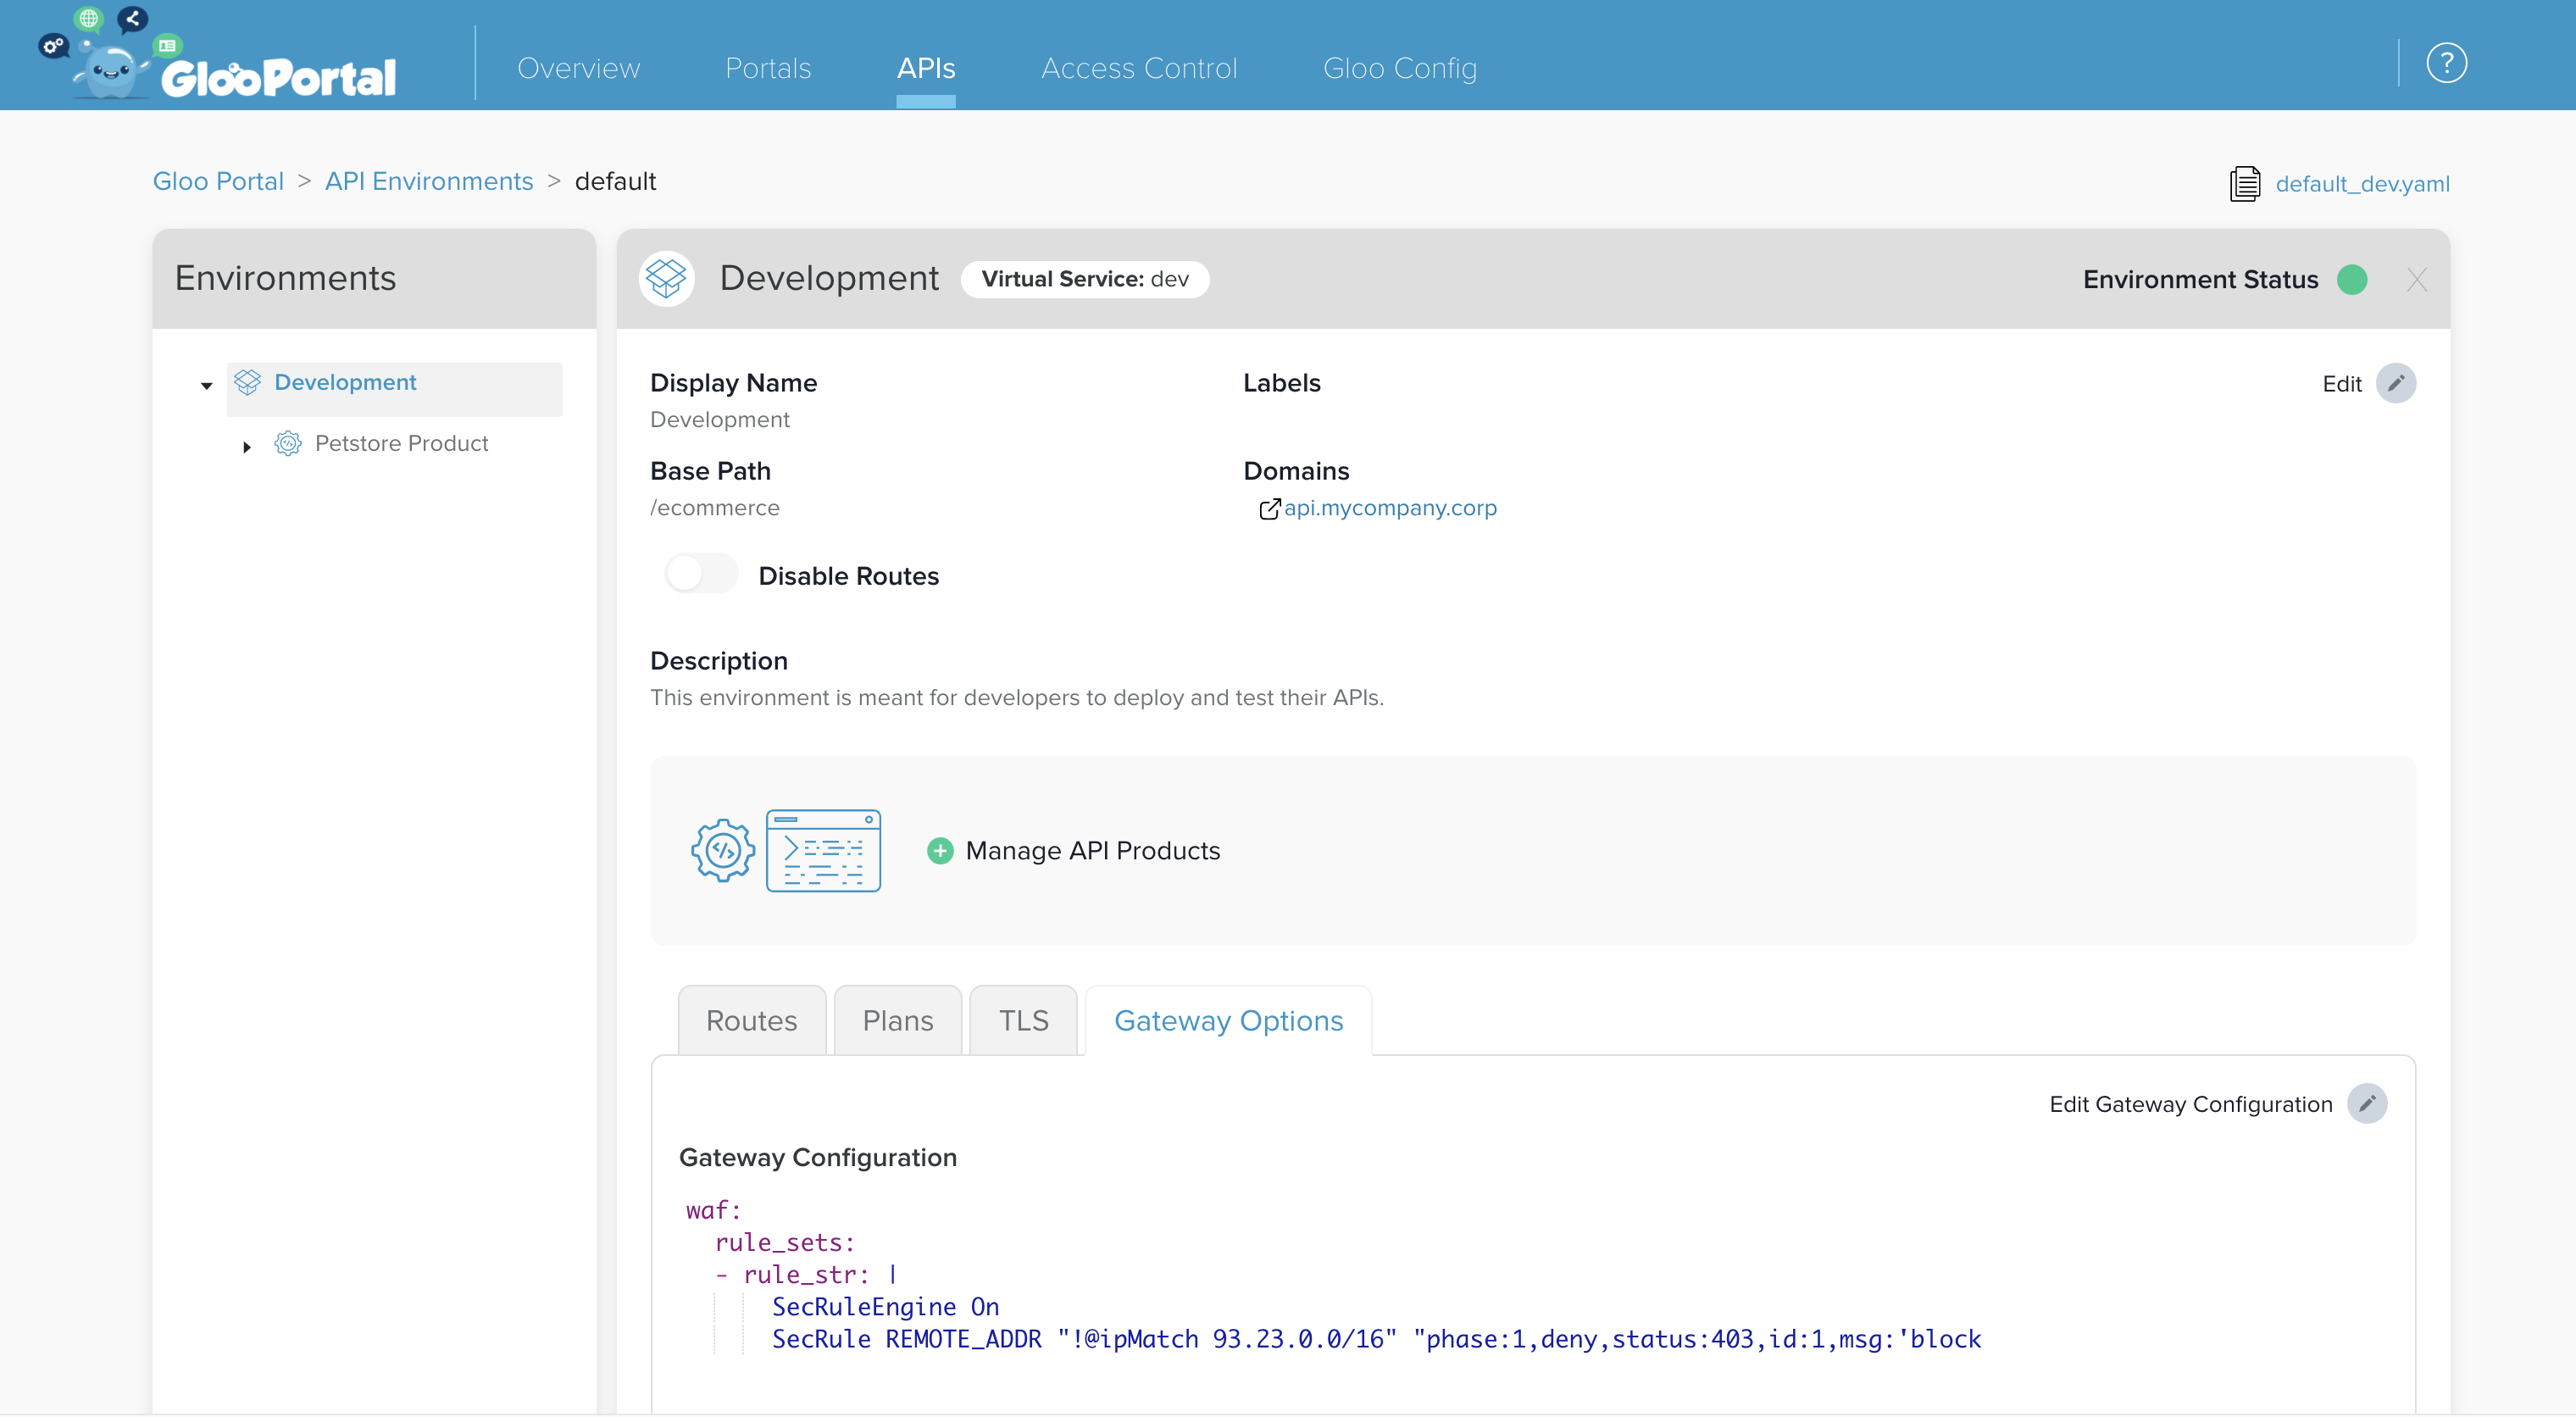 GlooPortal
Overview
Portals
APIs
Access Control
Gloo Config
?
Gloo Portal > API Environments > default
default_dev.yaml
Environments
Development
Petstore Product
Development
Virtual Service: dev
Environment Status
X
Display Name
Development
Labels
Edit
Base Path
/ecommerce
Domains
api.mycompany.corp
Disable Routes
Description
This environment is meant for developers to deploy and test their APIs.
Manage API Products
Routes
Plans
TLS
Gateway Options
Edit Gateway Configuration
Gateway Configuration
waf:
  rule_sets:
  - rule_str: |
      SecRuleEngine On
      SecRule REMOTE_ADDR "!@ipMatch 93.23.0.0/16" "phase:1,deny,status:403,id:1,msg:'block